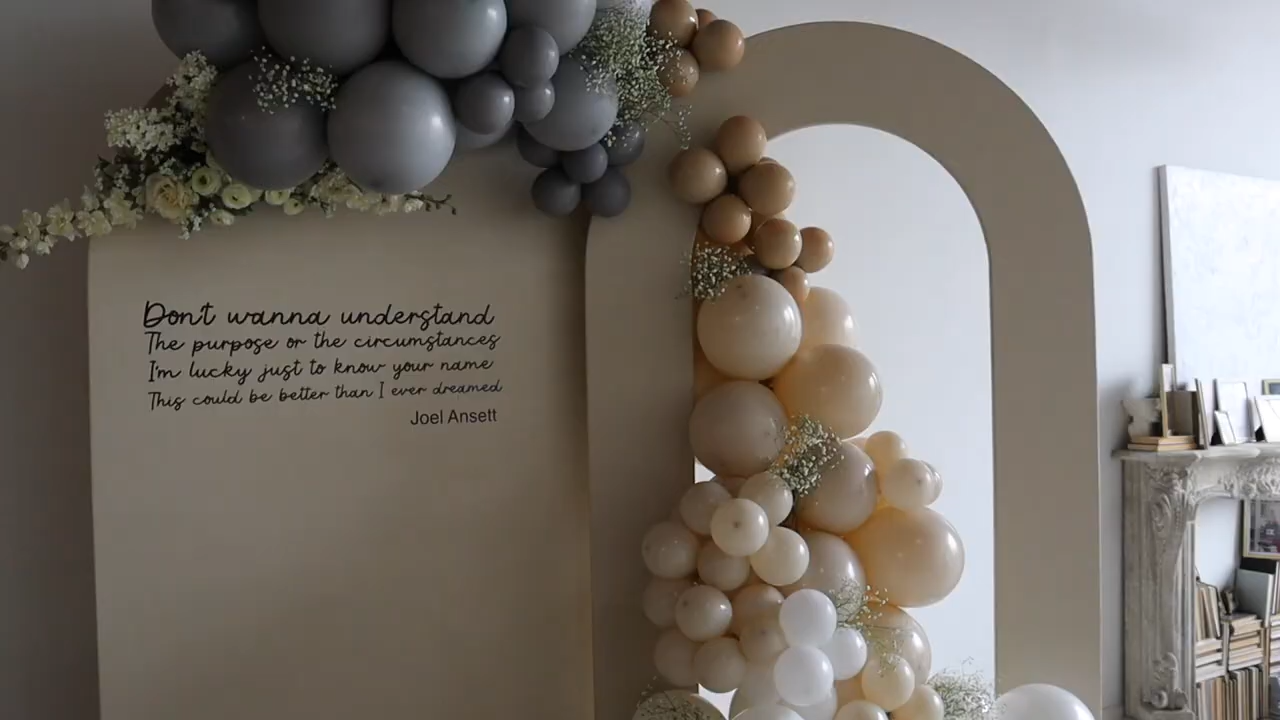 Don't wanna understand
The purpose or the circumstances
I'm lucky just to know your name
This could be better than I ever dreamed
Joel Ansett